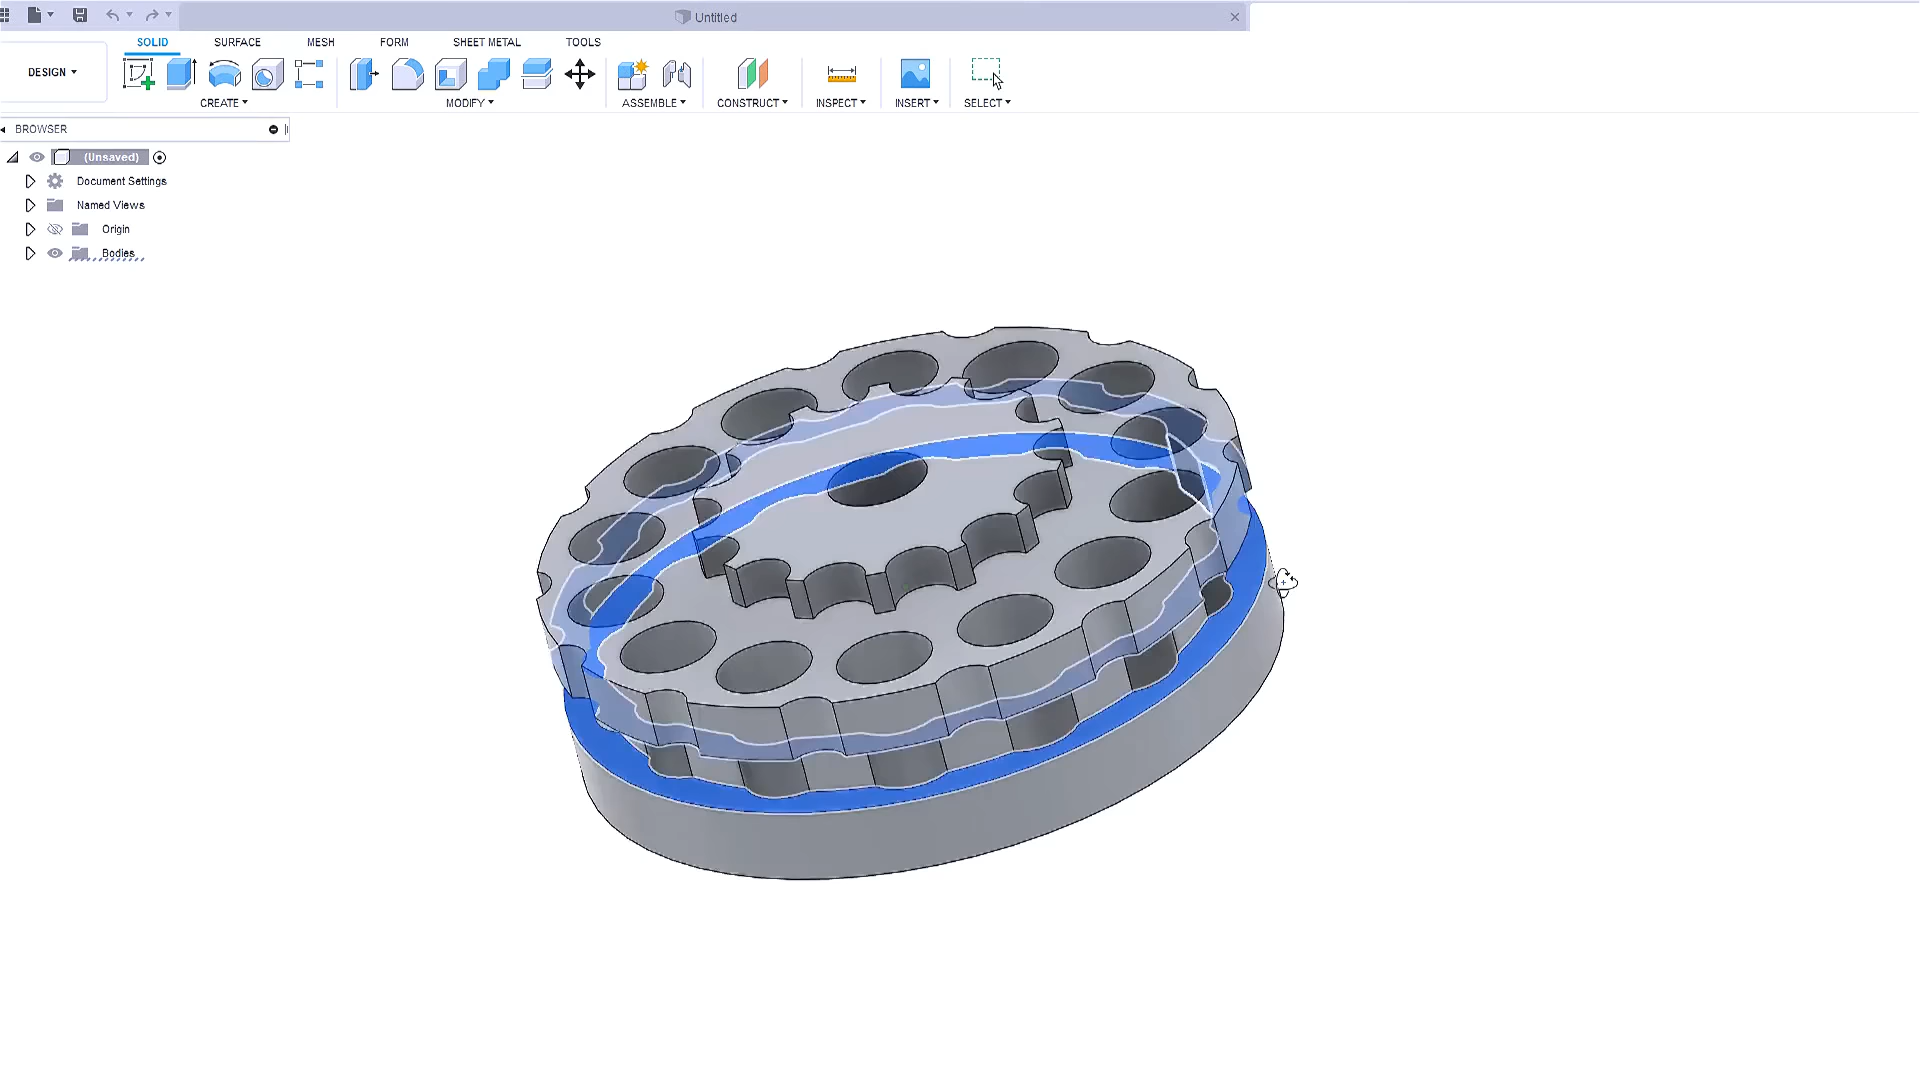 Untitled
SOLID SURFACE MESH FORM SHEET METAL TOOLS
DESIGN
CREATE MODIFY ASSEMBLE CONSTRUCT INSPECT INSERT SELECT
BROWSER
(Unsaved)
Document Settings
Named Views
Origin
Bodies